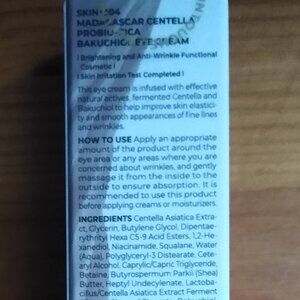 SKIN1004
MADAGASCAR CENTELLA
PROBIO-CICA
BAKUCHIOL EYE CREAM
| Brightening and Anti-Wrinkle Functional
Cosmetic |
| Skin Irritation Test Completed |
This eye cream is infused with effective
natural actives, fermented Centella and
Bakuchiol to help improve skin elastici-
ty and smooth appearances of fine lines
and wrinkles.
HOW TO USE Apply an appropriate
amount of the product around the
eye area or any areas where you are
concerned about wrinkles, and gently
massage it from the inside to the
outside to ensure absorption. It is
recommended to use this product
before applying creams or moisturizers.
INGREDIENTS Centella Asiatica Extra-
ct, Glycerin, Butylene Glycol, Dipentae-
rythrityl Hexa C5-9 Acid Esters, 1,2-He-
xanediol, Niacinamide, Squalane, Water
(Aqua), Polyglyceryl-3 Distearate, Cete-
aryl Alcohol, Caprylic/Capric Triglyceride,
Betaine, Butyrospermum Parkii (Shea)
Butter, Heptyl Undecylenate, Lactoba-
cillus/Centella Asiatica Extract Ferment